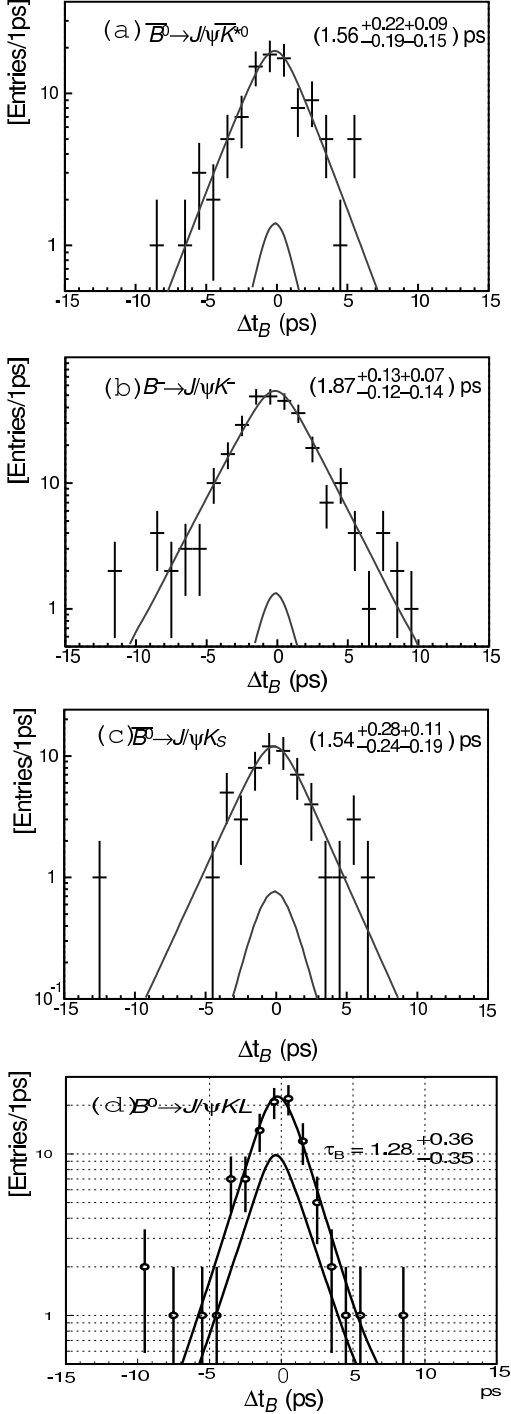 [Entries/1ps]
(a) B̅⁰→J/ψK̅*⁰
(1.56 +0.22+0.09 −0.19−0.15) ps
10
1
-15 -10 -5 0 5 10 15
Δt_B (ps)
[Entries/1ps]
(b) B⁻→J/ψK⁻
(1.87 +0.13+0.07 −0.12−0.14) ps
10
1
-15 -10 -5 0 5 10 15
Δt_B (ps)
[Entries/1ps]
(c) B̅⁰→J/ψK_S
(1.54 +0.28+0.11 −0.24−0.19) ps
10
1
10⁻¹
-15 -10 -5 0 5 10 15
Δt_B (ps)
[Entries/1ps]
(d) B⁰→J/ψKL
τ_B = 1.28 +0.36 −0.35
10
1
-15 -10 -5 0 5 10 15
ps
Δt_B (ps)